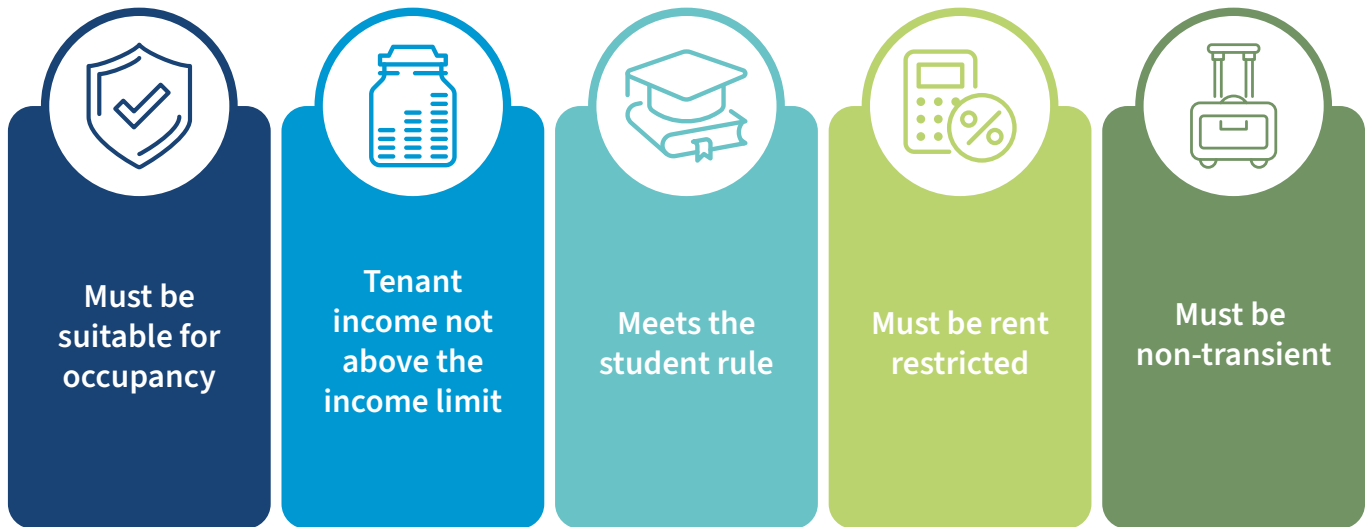 Must be
suitable for
occupancy
Tenant
income not
above the
income limit
Meets the
student rule
Must be rent
restricted
Must be
non-transient